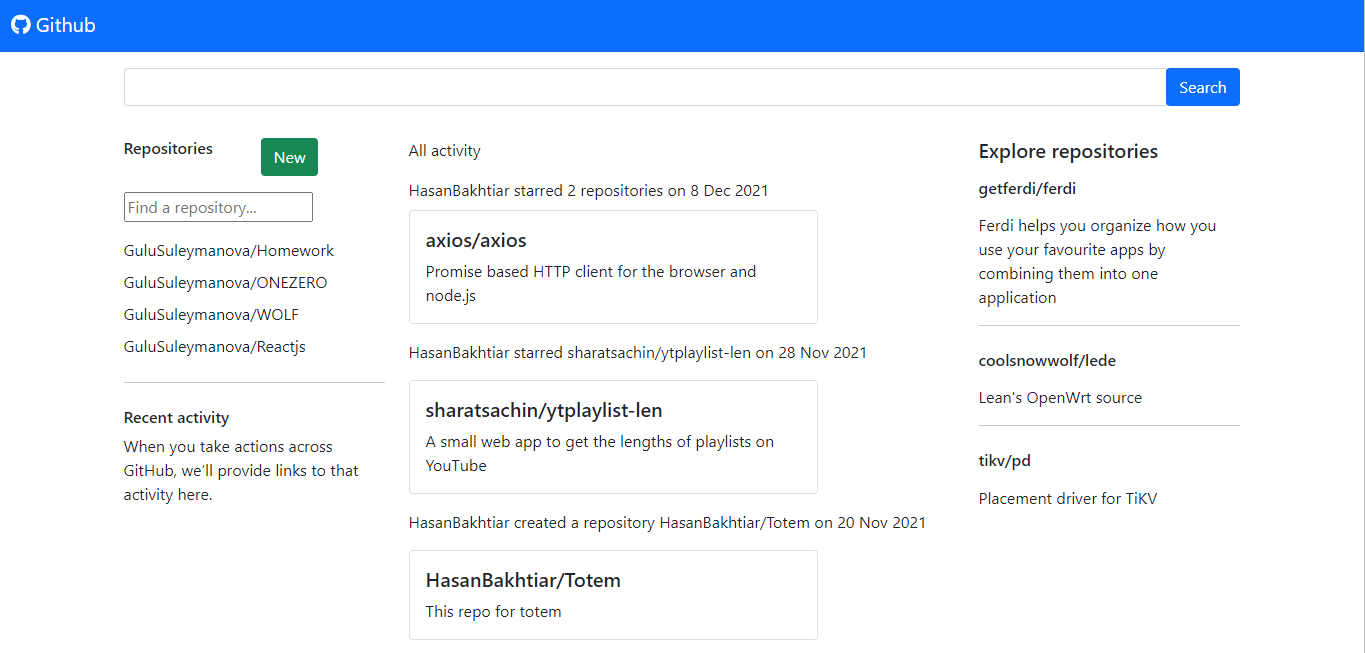 Github
Search
Repositories
New
Find a repository...
GuluSuleymanova/Homework
GuluSuleymanova/ONEZERO
GuluSuleymanova/WOLF
GuluSuleymanova/Reactjs
Recent activity
When you take actions across
GitHub, we’ll provide links to that
activity here.
All activity
HasanBakhtiar starred 2 repositories on 8 Dec 2021
axios/axios
Promise based HTTP client for the browser and
node.js
HasanBakhtiar starred sharatsachin/ytplaylist-len on 28 Nov 2021
sharatsachin/ytplaylist-len
A small web app to get the lengths of playlists on
YouTube
HasanBakhtiar created a repository HasanBakhtiar/Totem on 20 Nov 2021
HasanBakhtiar/Totem
This repo for totem
Explore repositories
getferdi/ferdi
Ferdi helps you organize how you
use your favourite apps by
combining them into one
application
coolsnowwolf/lede
Lean's OpenWrt source
tikv/pd
Placement driver for TiKV